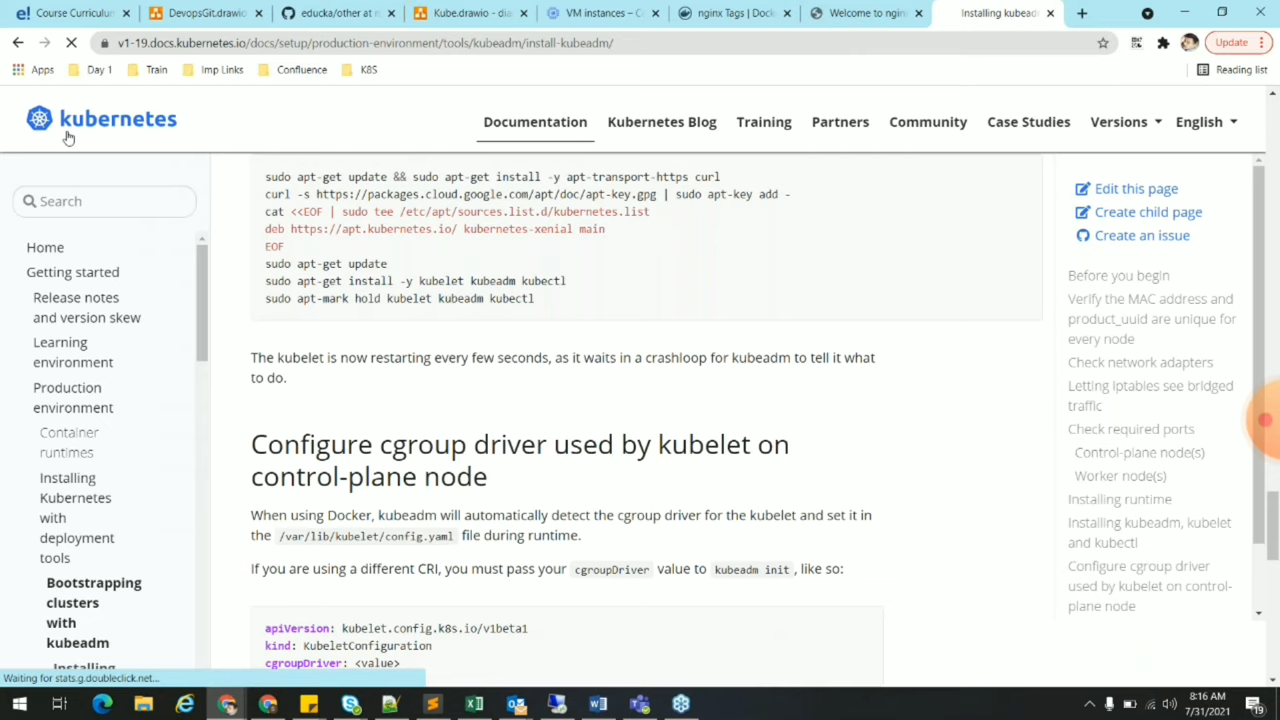 Course Curriculum
DevopsGit.drawio
educka/other at m
Kube.drawio - dia
VM instances – C
nginx Tags | Dock
Welcome to nginx
Installing kubead
v1-19.docs.kubernetes.io/docs/setup/production-environment/tools/kubeadm/install-kubeadm/
Update
Apps
Day 1
Train
Imp Links
Confluence
K8S
Reading list
kubernetes
Documentation
Kubernetes Blog
Training
Partners
Community
Case Studies
Versions
English
Search
Home
Getting started
Release notes
and version skew
Learning
environment
Production
environment
Container
runtimes
Installing
Kubernetes
with
deployment
tools
Bootstrapping
clusters
with
kubeadm
Installing
sudo apt-get update && sudo apt-get install -y apt-transport-https curl
curl -s https://packages.cloud.google.com/apt/doc/apt-key.gpg | sudo apt-key add -
cat <<EOF | sudo tee /etc/apt/sources.list.d/kubernetes.list
deb https://apt.kubernetes.io/ kubernetes-xenial main
EOF
sudo apt-get update
sudo apt-get install -y kubelet kubeadm kubectl
sudo apt-mark hold kubelet kubeadm kubectl
The kubelet is now restarting every few seconds, as it waits in a crashloop for kubeadm to tell it what
to do.
Configure cgroup driver used by kubelet on
control-plane node
When using Docker, kubeadm will automatically detect the cgroup driver for the kubelet and set it in
the /var/lib/kubelet/config.yaml file during runtime.
If you are using a different CRI, you must pass your cgroupDriver value to kubeadm init, like so:
apiVersion: kubelet.config.k8s.io/v1beta1
kind: KubeletConfiguration
cgroupDriver: <value>
Edit this page
Create child page
Create an issue
Before you begin
Verify the MAC address and
product_uuid are unique for
every node
Check network adapters
Letting iptables see bridged
traffic
Check required ports
Control-plane node(s)
Worker node(s)
Installing runtime
Installing kubeadm, kubelet
and kubectl
Configure cgroup driver
used by kubelet on control-
plane node
Waiting for stats.g.doubleclick.net...
8:16 AM
7/31/2021
19